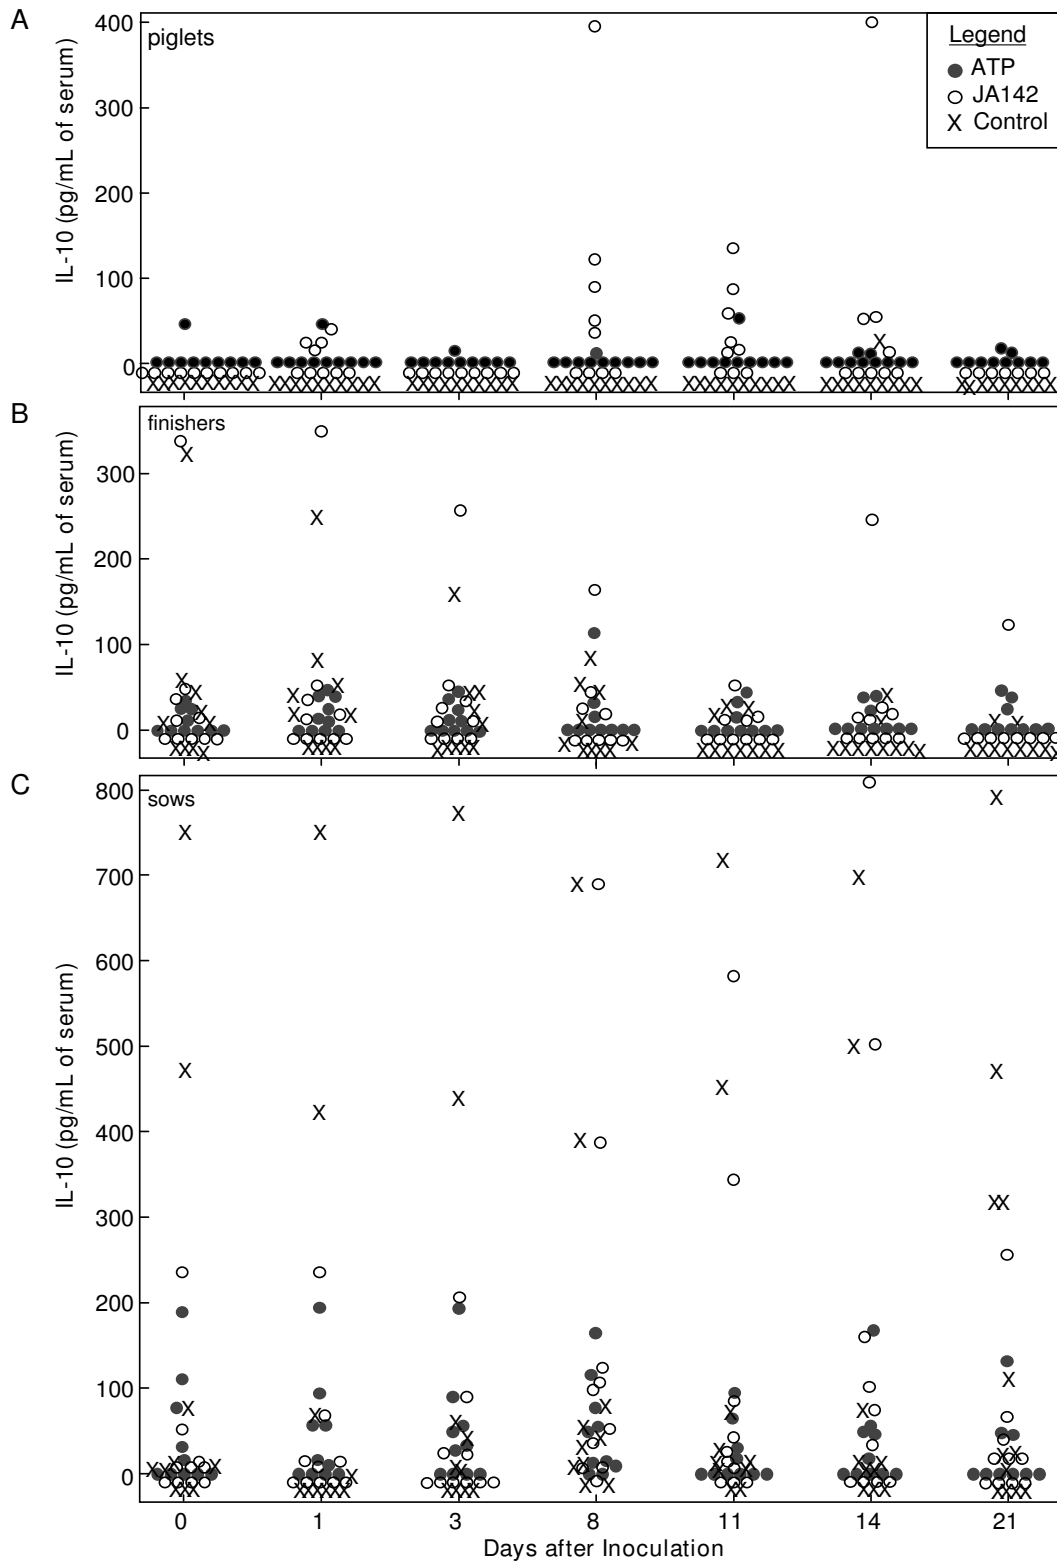 A
piglets
IL-10 (pg/mL of serum)
400
300
200
100
0
Legend
ATP
JA142
X Control
B
finishers
IL-10 (pg/mL of serum)
300
200
100
0
C
sows
IL-10 (pg/mL of serum)
800
700
600
500
400
300
200
100
0
0 1 3 8 11 14 21
Days after Inoculation